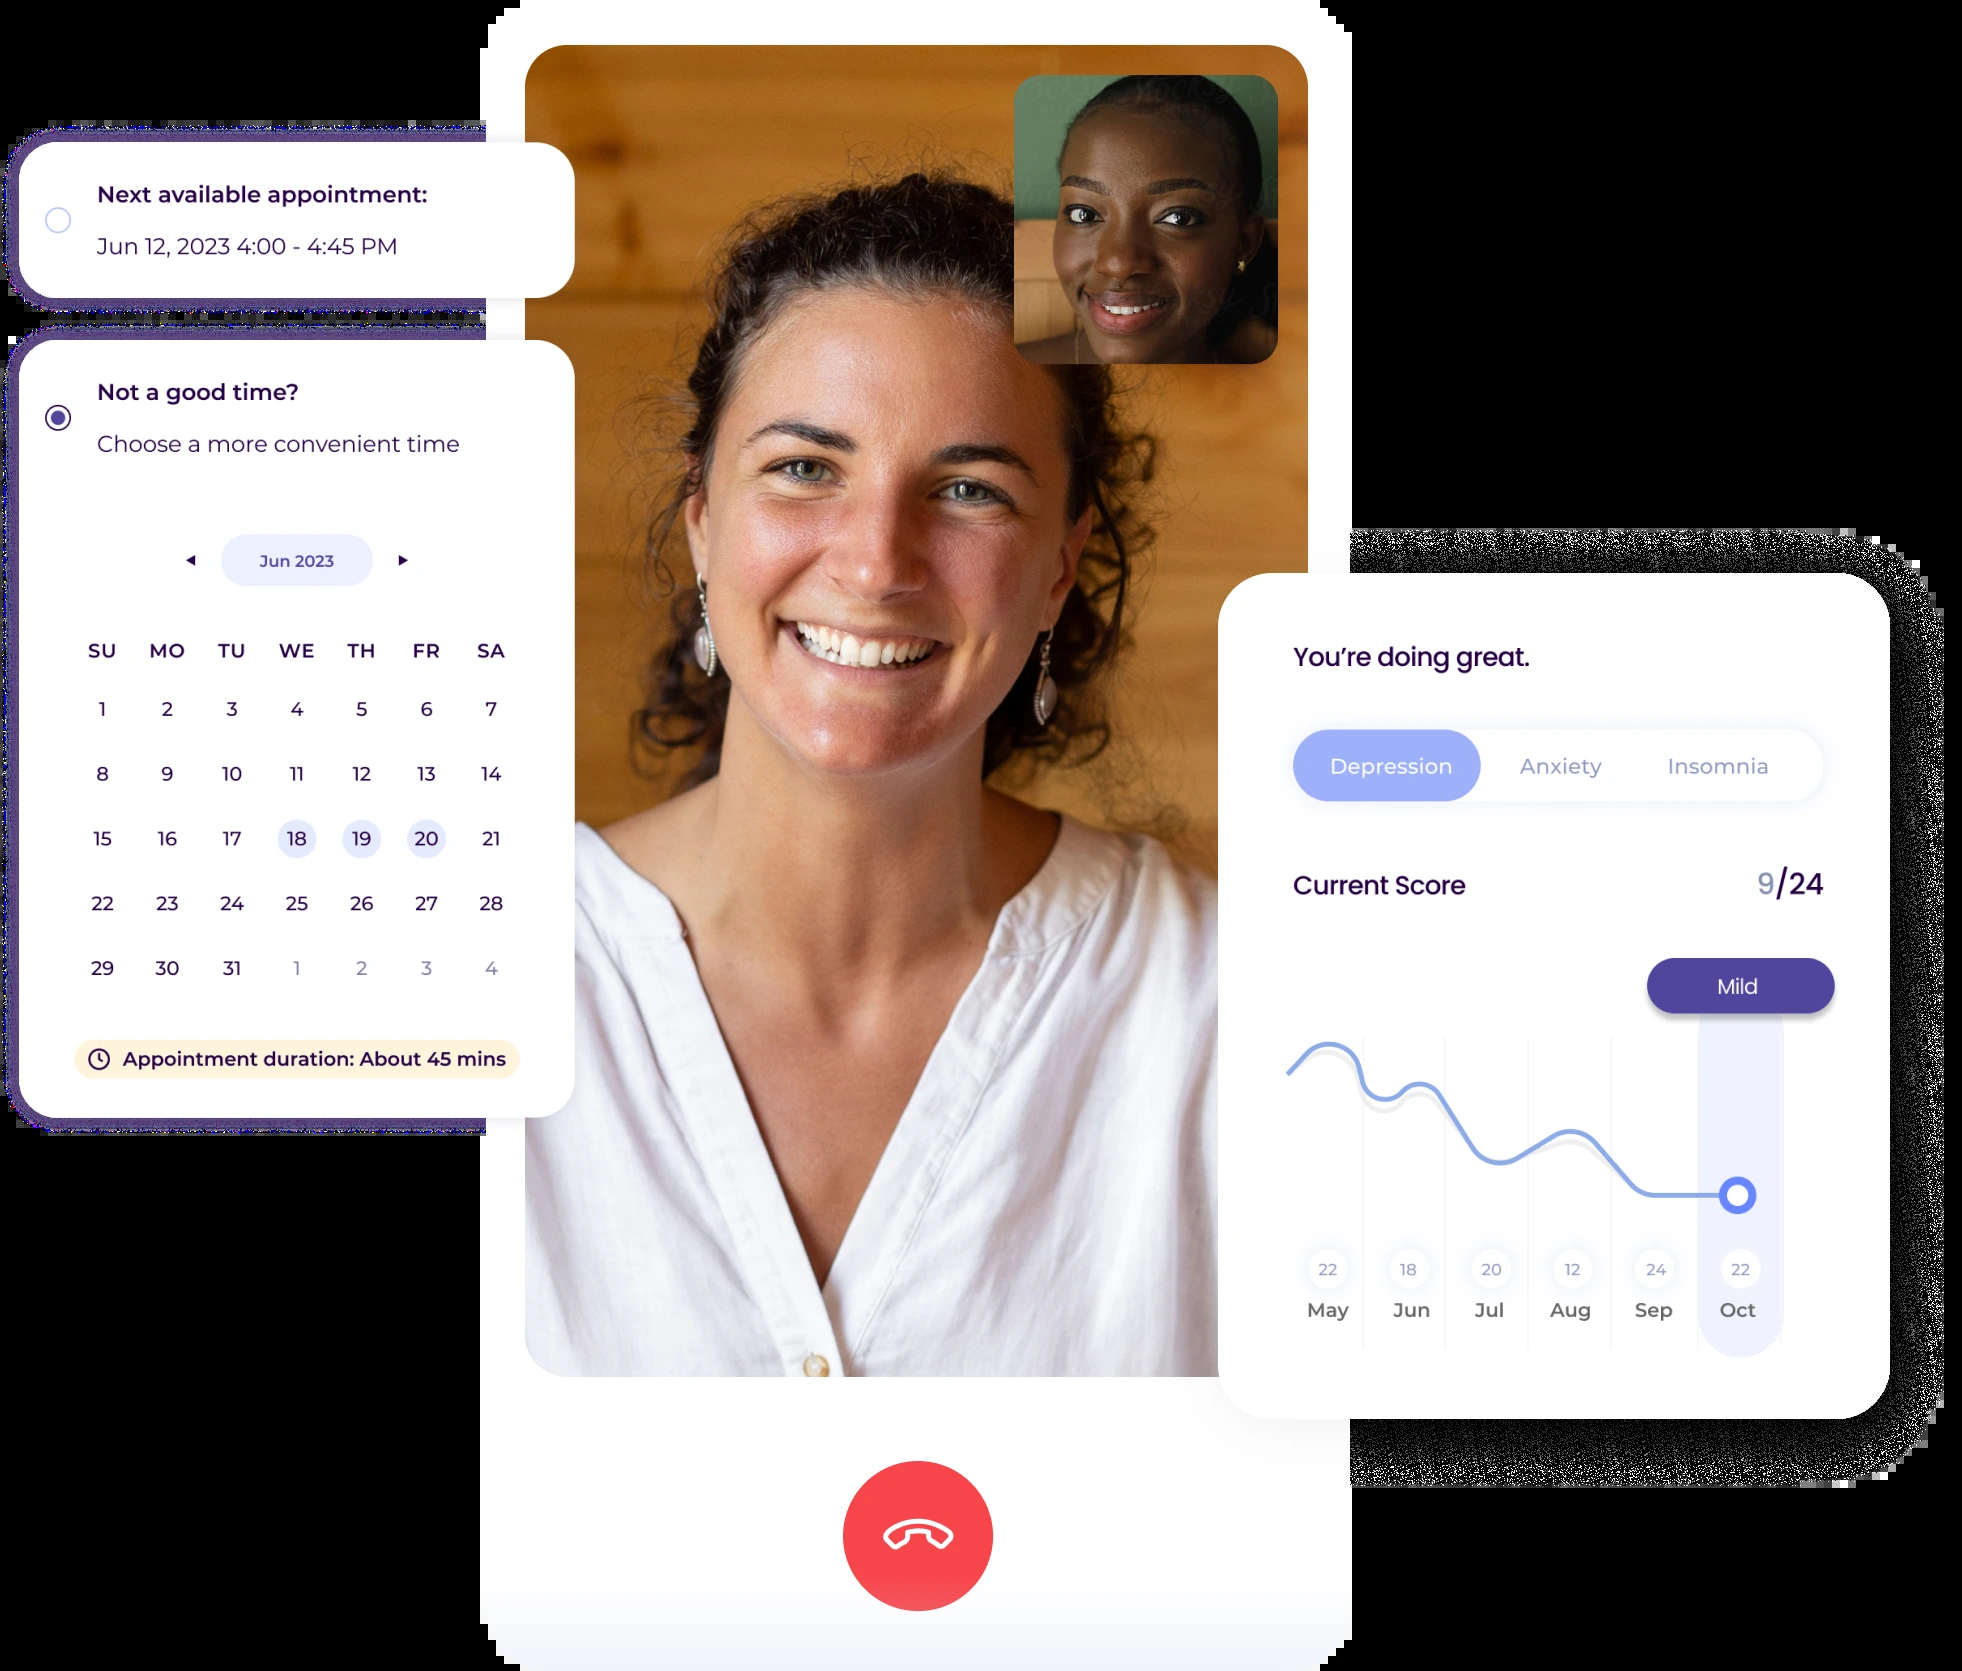 Next available appointment:
Jun 12, 2023 4:00 - 4:45 PM
Not a good time?
Choose a more convenient time
Jun 2023
SU MO TU WE TH FR SA
1 2 3 4 5 6 7
8 9 10 11 12 13 14
15 16 17 18 19 20 21
22 23 24 25 26 27 28
29 30 31 1 2 3 4
Appointment duration: About 45 mins
You’re doing great.
Depression Anxiety Insomnia
Current Score 9/24
Mild
22 18 20 12 24 22
May Jun Jul Aug Sep Oct